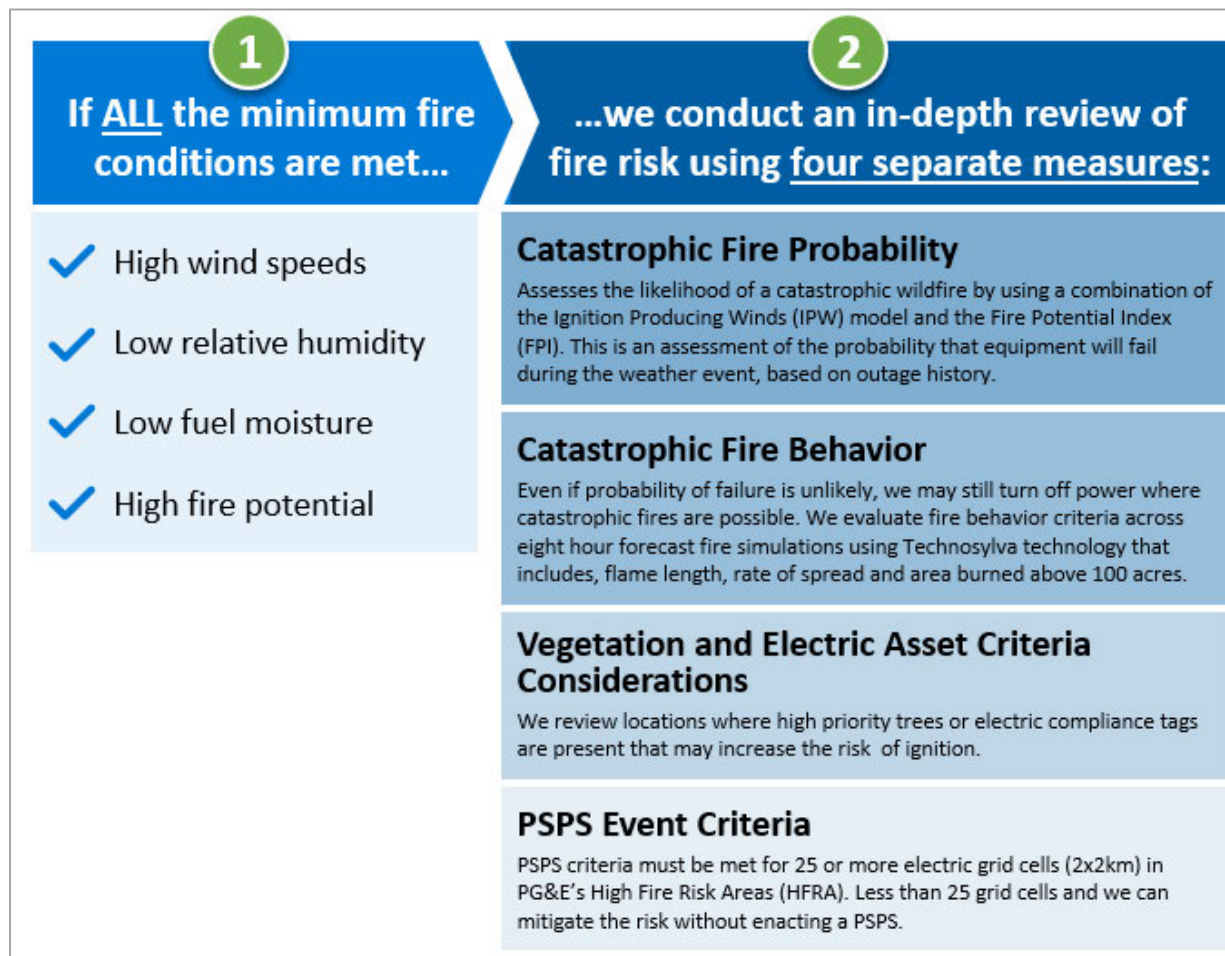 1
If ALL the minimum fire
conditions are met…
High wind speeds
Low relative humidity
Low fuel moisture
High fire potential
2
…we conduct an in-depth review of
fire risk using four separate measures:
Catastrophic Fire Probability
Assesses the likelihood of a catastrophic wildfire by using a combination of
the Ignition Producing Winds (IPW) model and the Fire Potential Index
(FPI). This is an assessment of the probability that equipment will fail
during the weather event, based on outage history.
Catastrophic Fire Behavior
Even if probability of failure is unlikely, we may still turn off power where
catastrophic fires are possible. We evaluate fire behavior criteria across
eight hour forecast fire simulations using Technosylva technology that
includes, flame length, rate of spread and area burned above 100 acres.
Vegetation and Electric Asset Criteria
Considerations
We review locations where high priority trees or electric compliance tags
are present that may increase the risk of ignition.
PSPS Event Criteria
PSPS criteria must be met for 25 or more electric grid cells (2x2km) in
PG&E's High Fire Risk Areas (HFRA). Less than 25 grid cells and we can
mitigate the risk without enacting a PSPS.